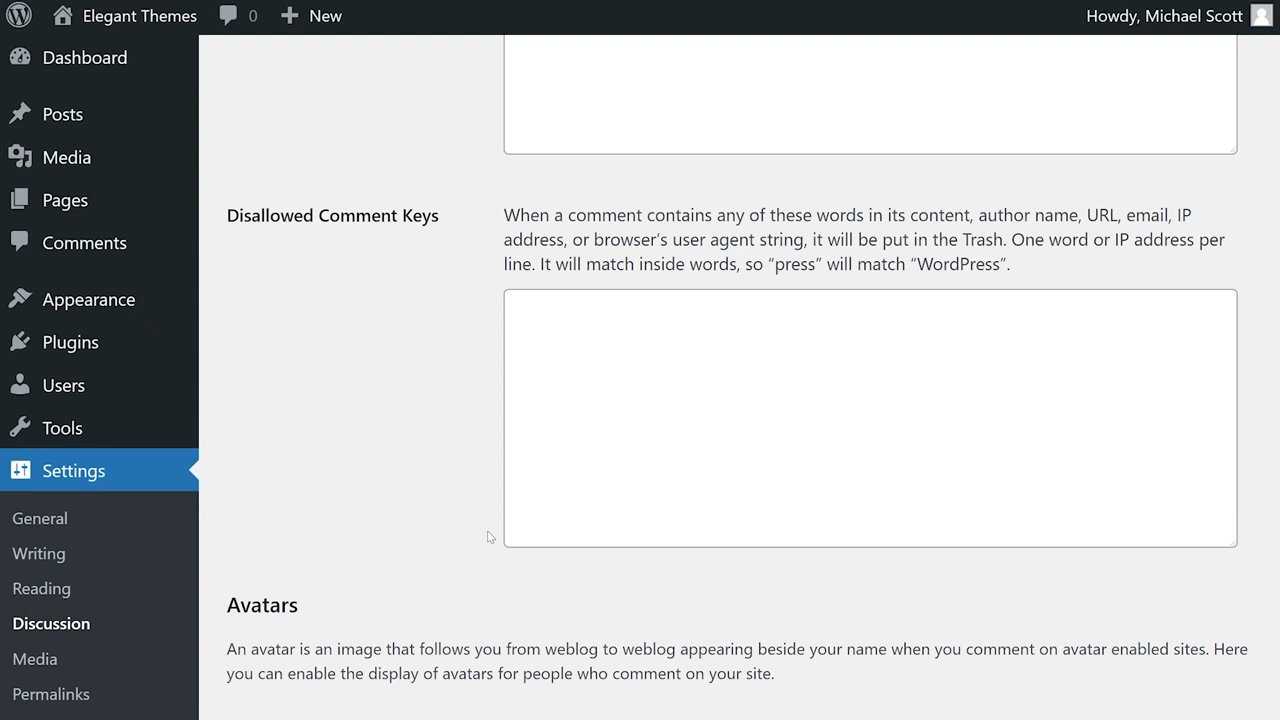 Elegant Themes 0 New Howdy, Michael Scott
Dashboard
Posts
Media
Pages
Comments
Appearance
Plugins
Users
Tools
Settings
General
Writing
Reading
Discussion
Media
Permalinks
Disallowed Comment Keys
When a comment contains any of these words in its content, author name, URL, email, IP
address, or browser’s user agent string, it will be put in the Trash. One word or IP address per
line. It will match inside words, so “press” will match “WordPress”.
Avatars
An avatar is an image that follows you from weblog to weblog appearing beside your name when you comment on avatar enabled sites. Here
you can enable the display of avatars for people who comment on your site.